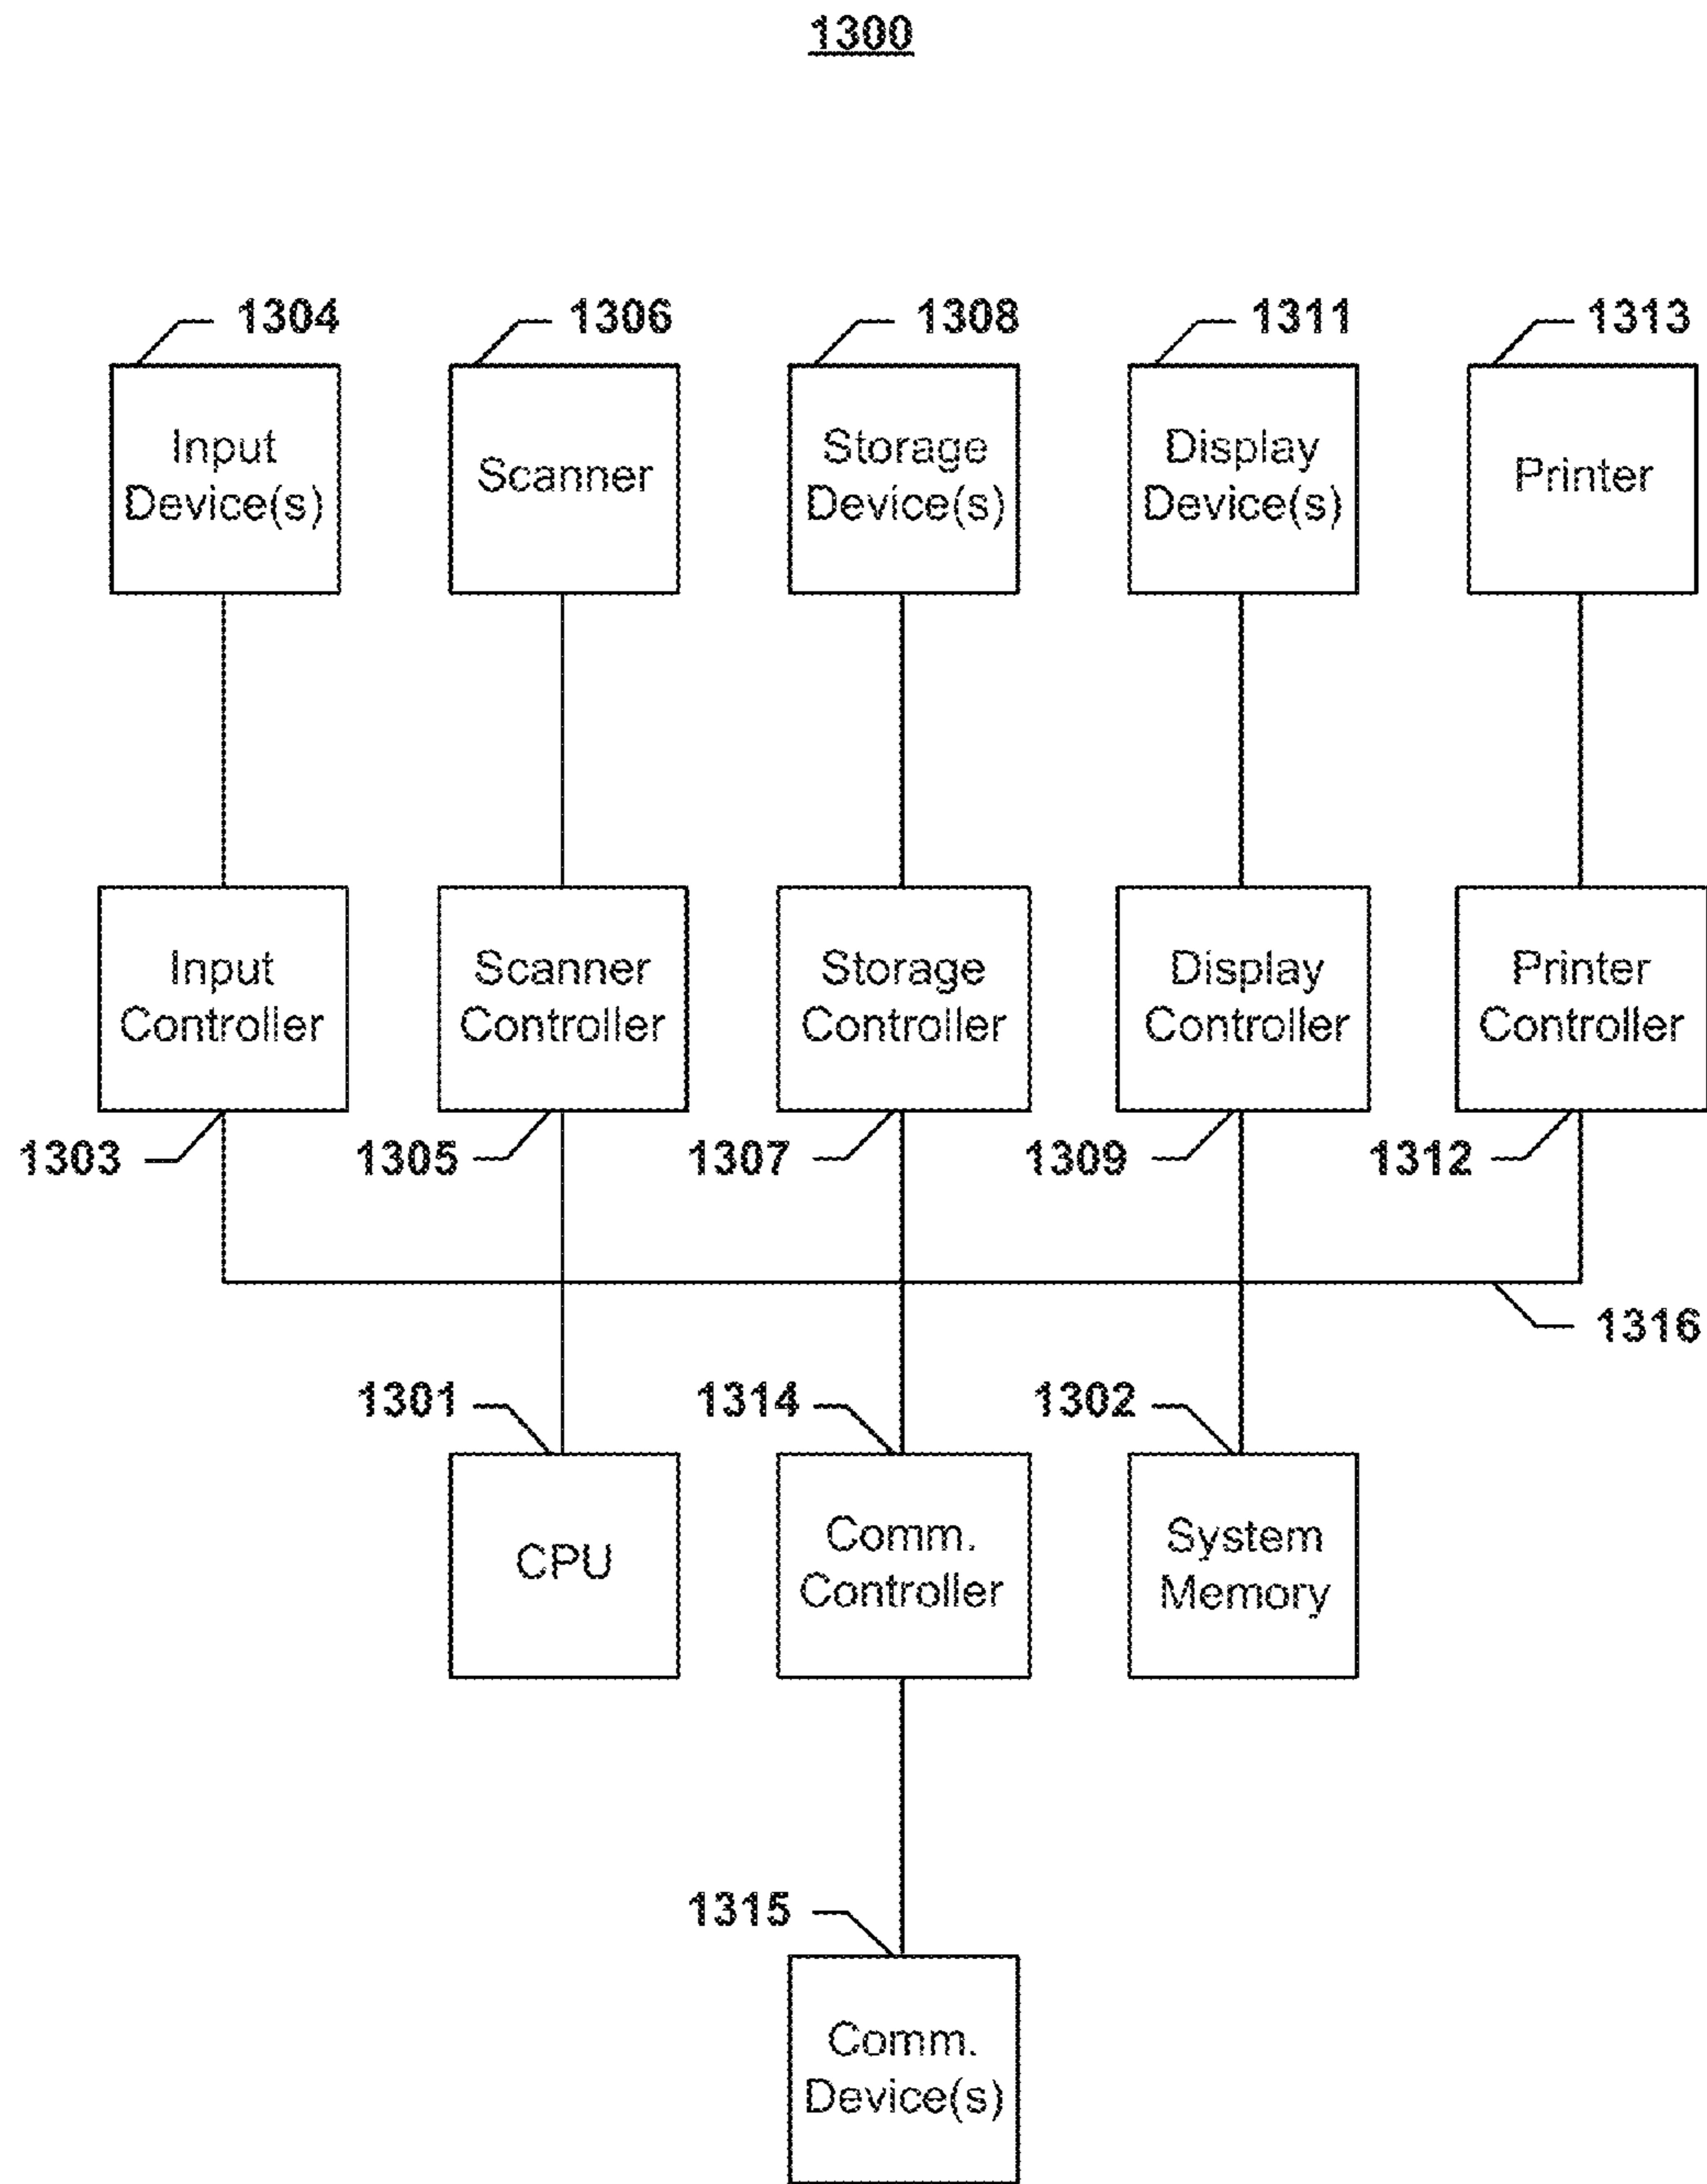 1300
1304
1306
1308
1311
1313
Input
Device(s)
Scanner
Storage
Device(s)
Display
Device(s)
Printer
Input
Controller
Scanner
Controller
Storage
Controller
Display
Controller
Printer
Controller
1303
1305
1307
1309
1312
1316
1301
1314
1302
CPU
Comm.
Controller
System
Memory
1315
Comm.
Device(s)